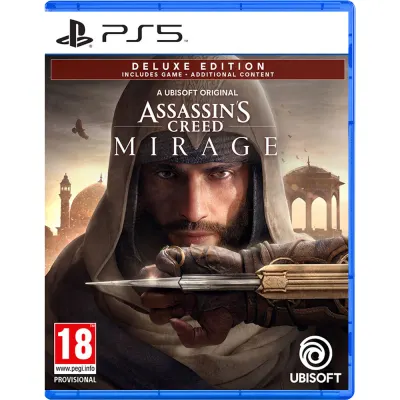 PS5
DELUXE EDITION
INCLUDES GAME - ADDITIONAL CONTENT
A UBISOFT ORIGINAL
ASSASSIN'S
CREED
MIRAGE
18
www.pegi.info
PROVISIONAL
UBISOFT